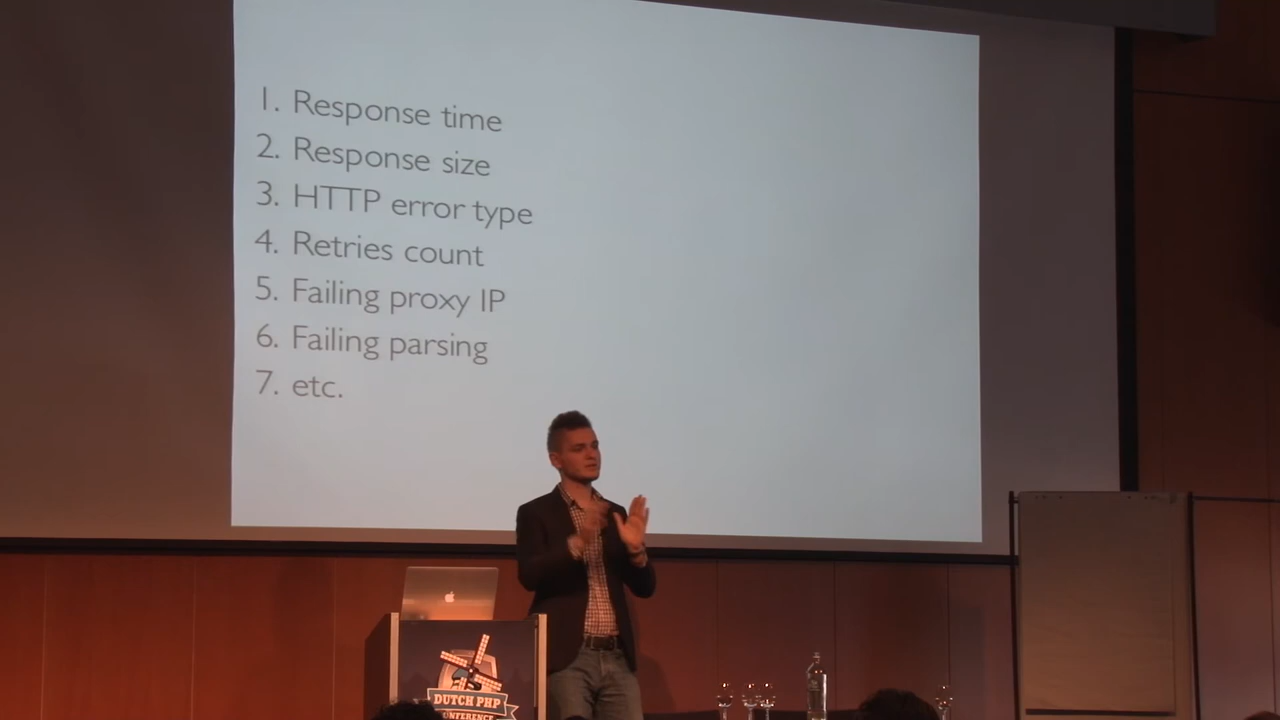 1. Response time
2. Response size
3. HTTP error type
4. Retries count
5. Failing proxy IP
6. Failing parsing
7. etc.
DUTCH PHP
CONFERENCE